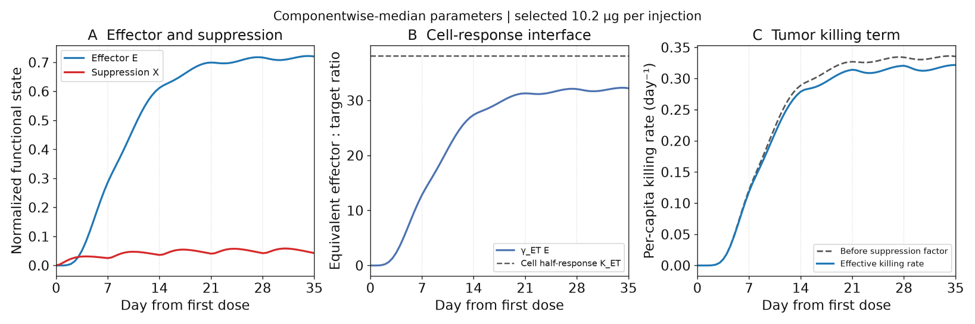 Componentwise-median parameters | selected 10.2 μg per injection
A Effector and suppression
B Cell-response interface
C Tumor killing term
Normalized functional state
0.7
0.6
0.5
0.4
0.3
0.2
0.1
0.0
Effector E
Suppression X
0 7 14 21 28 35
Day from first dose
Equivalent effector : target ratio
30
20
10
0
γ_ET E
Cell half-response K_ET
0 7 14 21 28 35
Day from first dose
Per-capita killing rate (day⁻¹)
0.35
0.30
0.25
0.20
0.15
0.10
0.05
0.00
Before suppression factor
Effective killing rate
0 7 14 21 28 35
Day from first dose